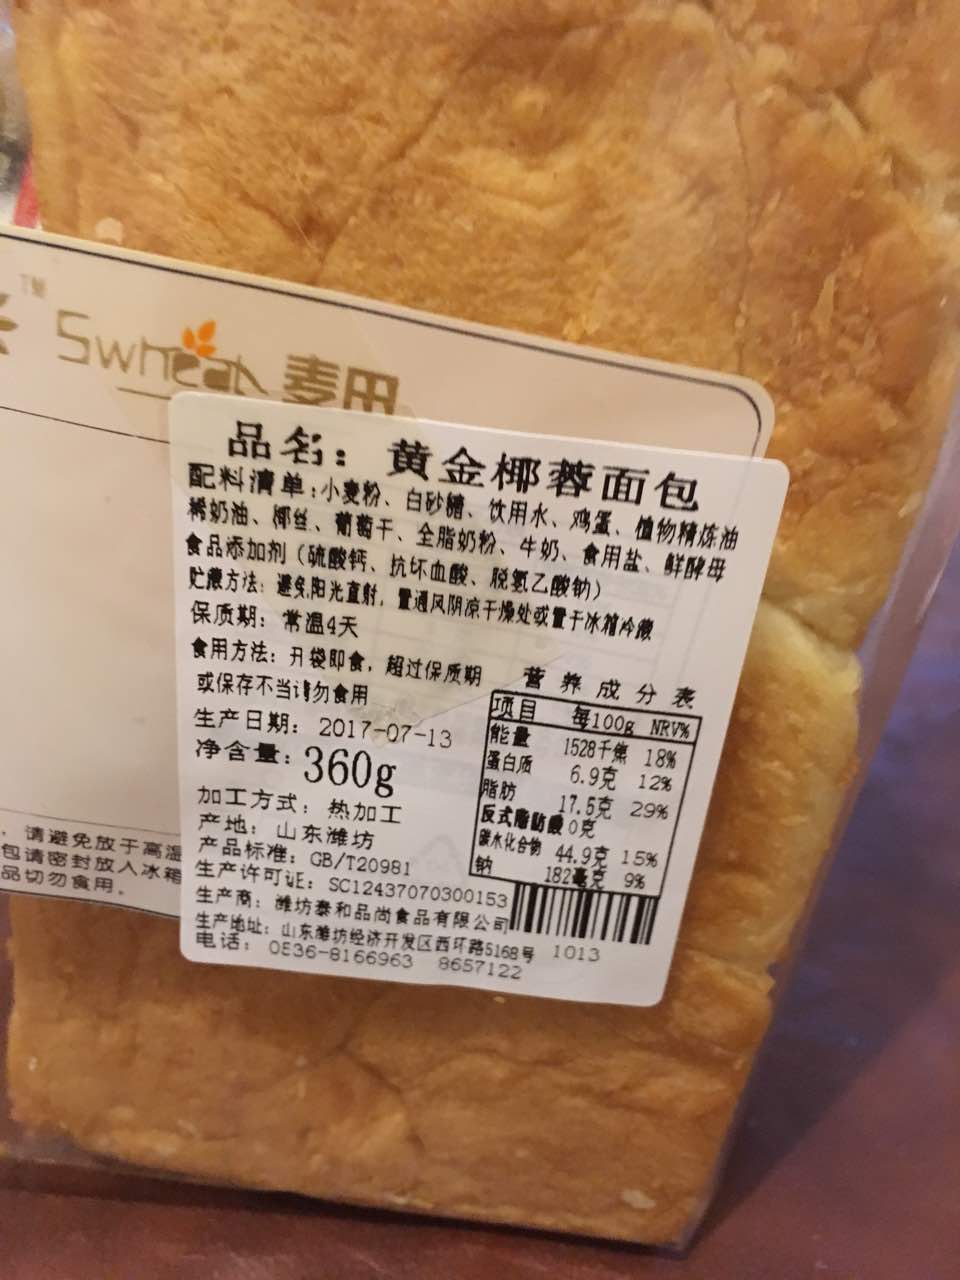 TM
Swheat 麦田
品名：黄金椰蓉面包
配料清单:小麦粉、白砂糖、饮用水、鸡蛋、植物精炼油
稀奶油、椰丝、葡萄干、全脂奶粉、牛奶、食用盐、鲜酵母
食品添加剂（硫酸钙、抗坏血酸、脱氢乙酸钠）
贮藏方法：避免阳光直射，置通风阴凉干燥处或置于冰箱冷藏
保质期：常温4天
食用方法：开袋即食，超过保质期
或保存不当请勿食用
生产日期：2017-07-13
净含量：360g
加工方式：热加工
产地：山东潍坊
产品标准：GB/T20981
生产许可证：SC12437070300153
生产商：潍坊泰和品尚食品有限公司
生产地址：山东潍坊经济开发区西环路5168号
电话：0536-8166963 8657122
营养成分表
项目 每100g NRV%
能量 1528千焦 18%
蛋白质 6.9克 12%
脂肪 17.5克 29%
反式脂肪酸 0克
碳水化合物 44.9克 15%
钠 182毫克 9%
1013
，请避免放于高温
包请密封放入冰箱
品切勿食用。